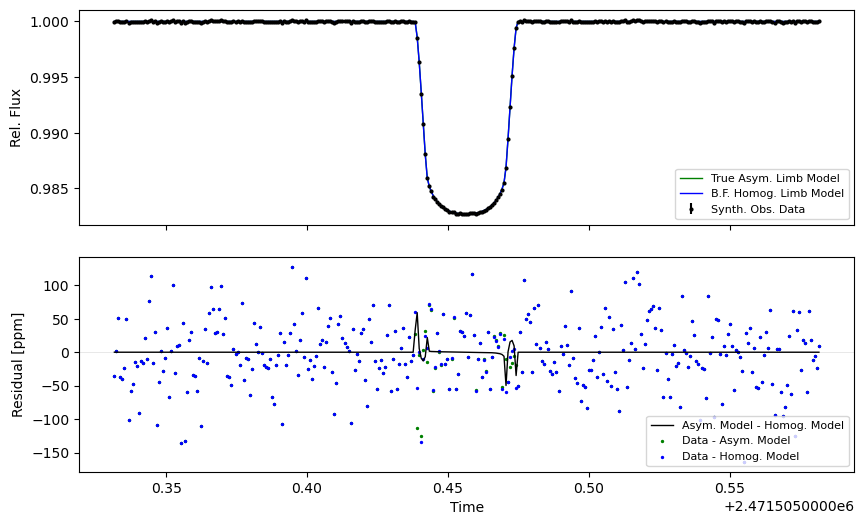 1.000
0.995
0.990
0.985
Rel. Flux
True Asym. Limb Model
B.F. Homog. Limb Model
Synth. Obs. Data
100
50
0
−50
−100
−150
Residual [ppm]
Asym. Model - Homog. Model
Data - Asym. Model
Data - Homog. Model
0.35 0.40 0.45 0.50 0.55
Time
+2.4715050000e6